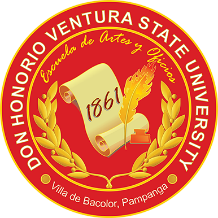 DON HONORIO VENTURA STATE UNIVERSITY
Escuela de Artes y Oficios
1861
Villa de Bacolor, Pampanga